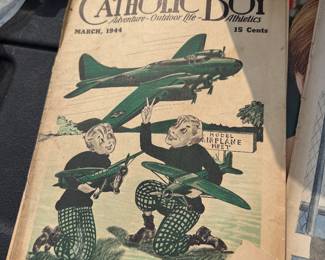 CATHOLIC BOY
Adventure - Outdoor Life - Athletics
MARCH, 1944
15 Cents
MODEL
AIRPLANE
MEET